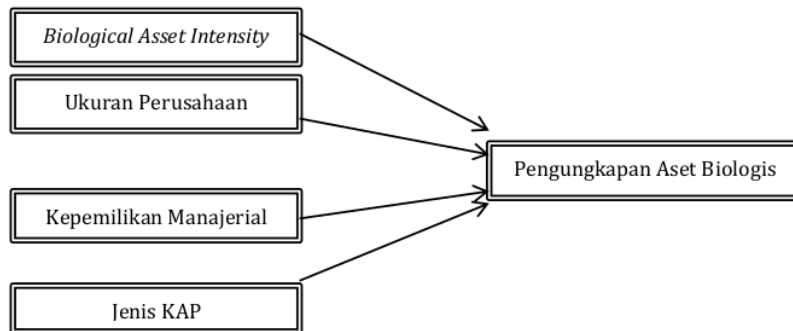 Biological Asset Intensity
Ukuran Perusahaan
Pengungkapan Aset Biologis
Kepemilikan Manajerial
Jenis KAP